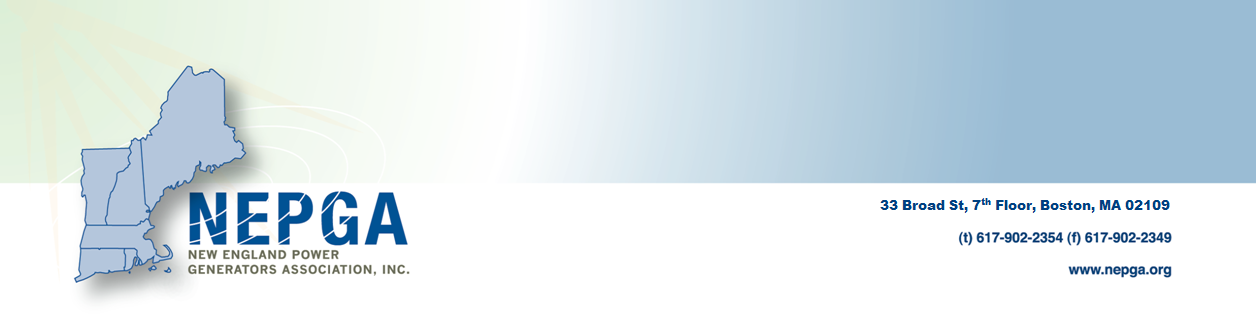 NEPGA
NEW ENGLAND POWER
GENERATORS ASSOCIATION, INC.
33 Broad St, 7th Floor, Boston, MA 02109
(t) 617-902-2354 (f) 617-902-2349
www.nepga.org